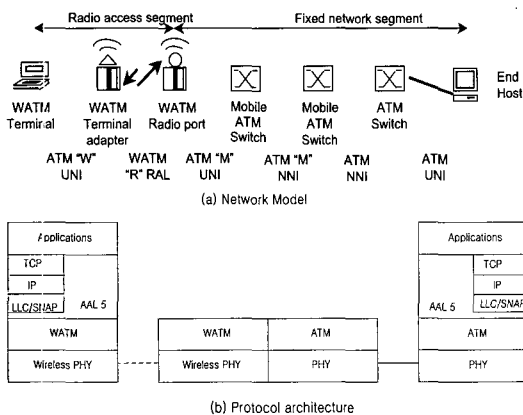 Radio access segment Fixed network segment
WATM Terminal
WATM Terminal adapter
WATM Radio port
Mobile ATM Switch
Mobile ATM Switch
ATM Switch
End Host
ATM "W" UNI
WATM "R" RAL
ATM "M" UNI
ATM "M" NNI
ATM NNI
ATM UNI
(a) Network Model
Applications
TCP
IP
LLC/SNAP
AAL 5
WATM
Wireless PHY
WATM ATM
Wireless PHY PHY
Applications
TCP
IP
AAL 5
LLC/SNAP
ATM
PHY
(b) Protocol architecture